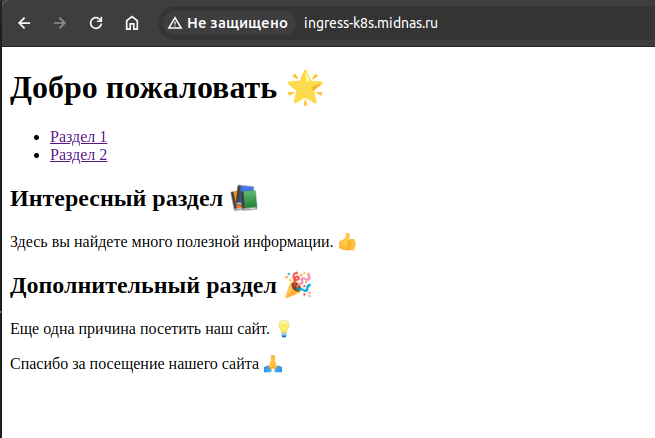 Не защищено ingress-k8s.midnas.ru
Добро пожаловать 🌟
Раздел 1
Раздел 2
Интересный раздел 📚
Здесь вы найдете много полезной информации. 👍
Дополнительный раздел 🎉
Еще одна причина посетить наш сайт. 💡
Спасибо за посещение нашего сайта 🙏